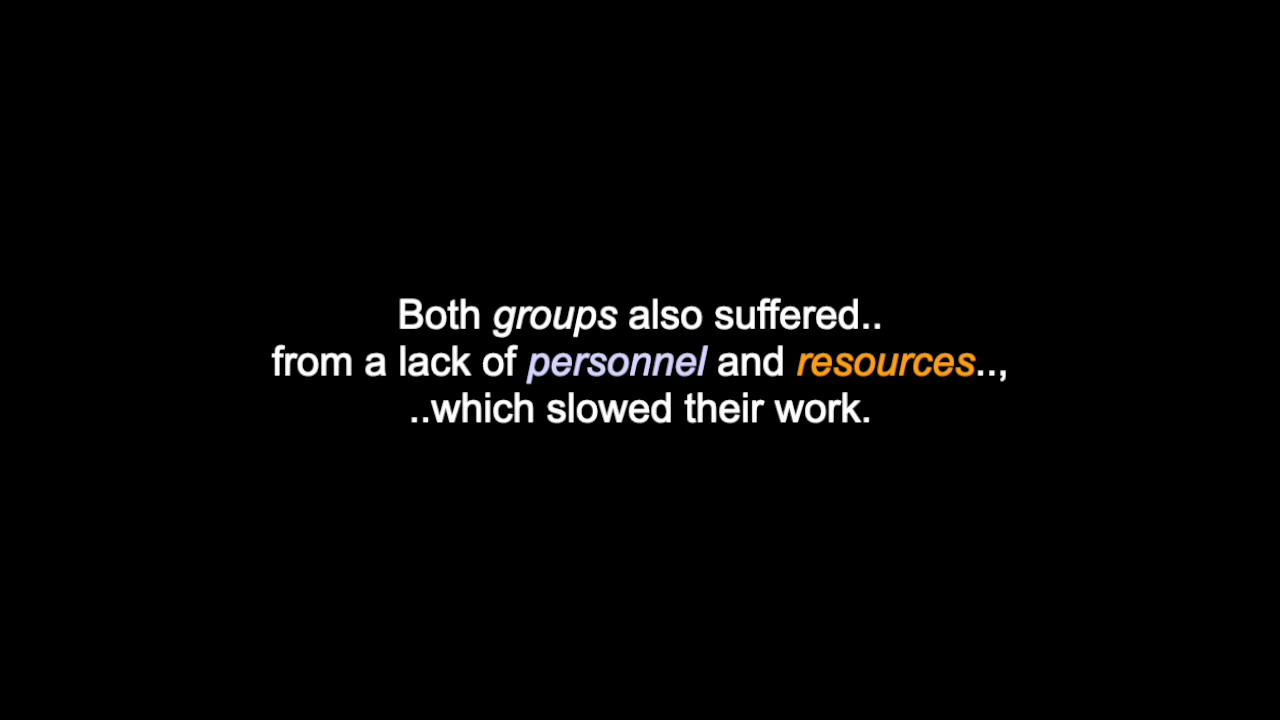 Both groups also suffered..
from a lack of personnel and resources..,
..which slowed their work.